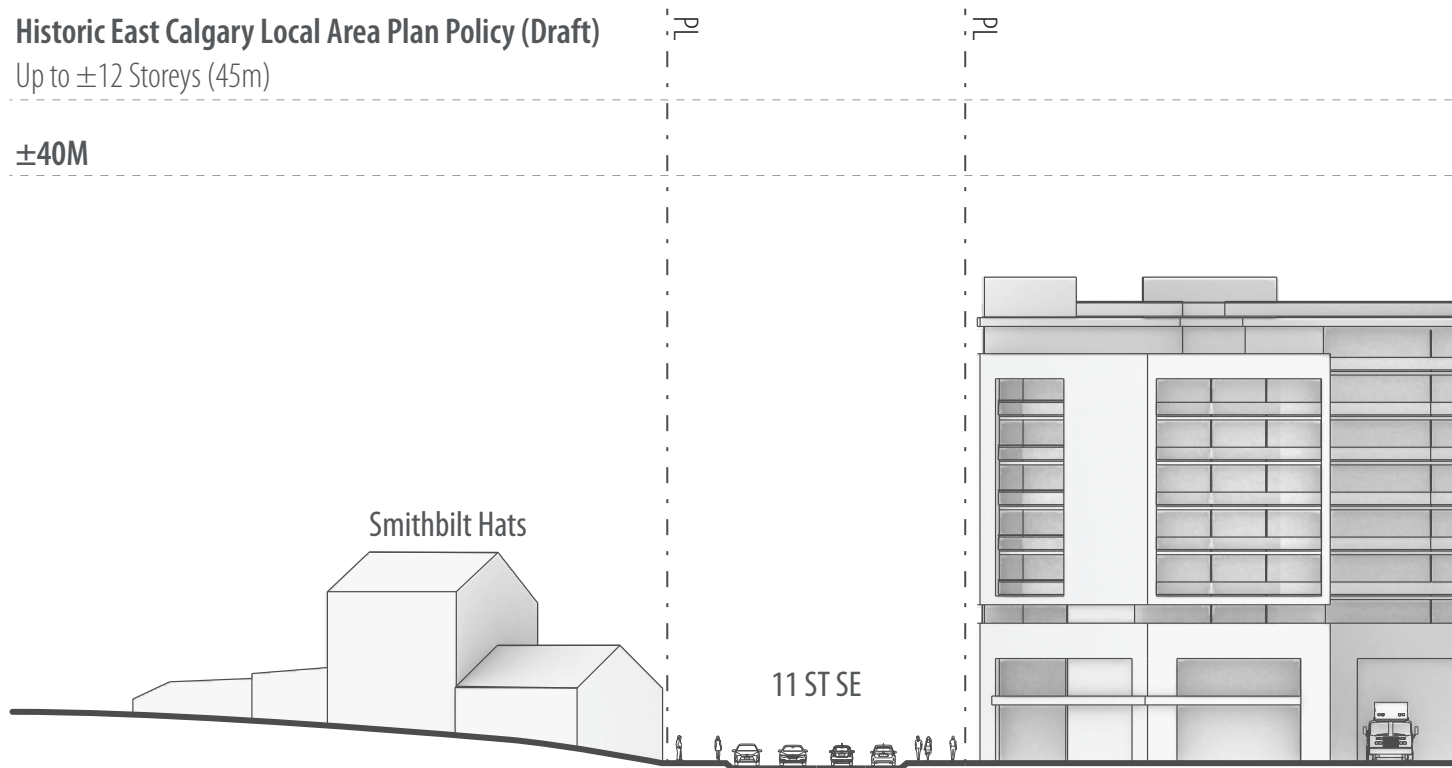 Historic East Calgary Local Area Plan Policy (Draft)
Up to ±12 Storeys (45m)
PL
PL
±40M
Smithbilt Hats
11 ST SE